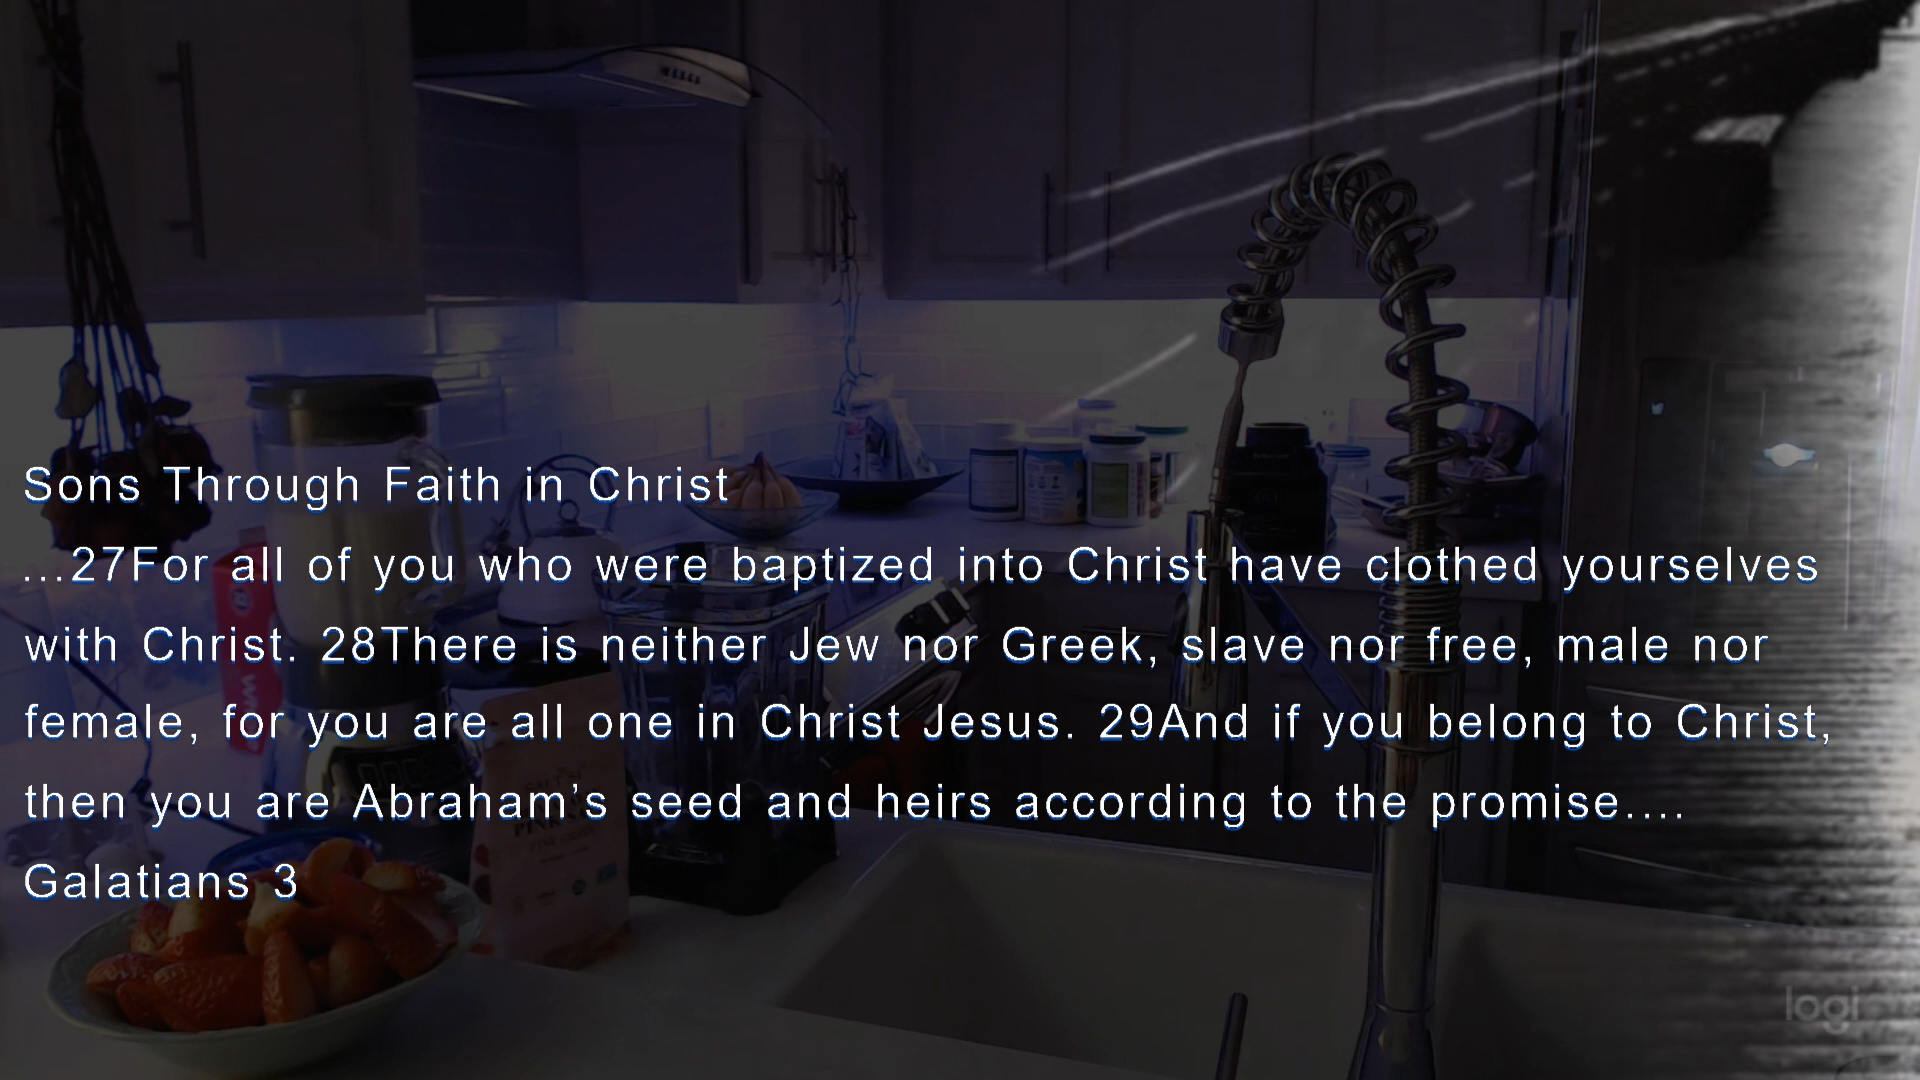 Sons Through Faith in Christ
...27For all of you who were baptized into Christ have clothed yourselves
with Christ. 28There is neither Jew nor Greek, slave nor free, male nor
female, for you are all one in Christ Jesus. 29And if you belong to Christ,
then you are Abraham’s seed and heirs according to the promise....
Galatians 3
logi